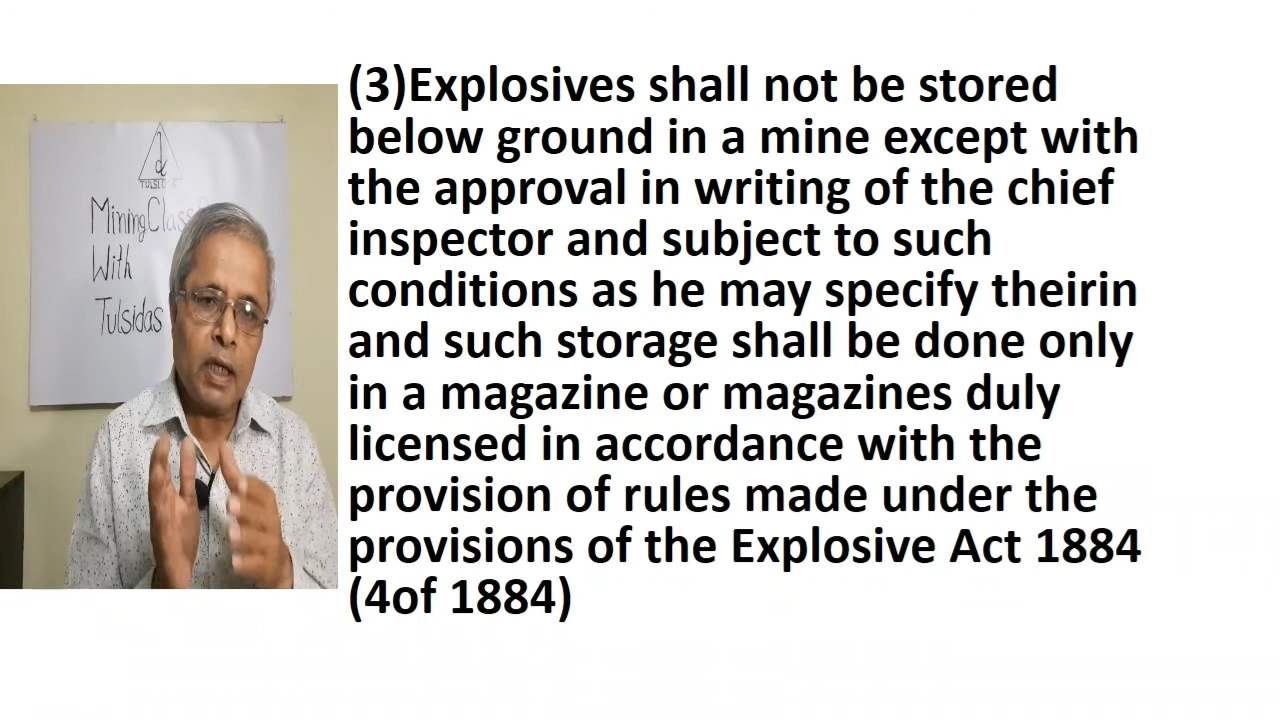 TULSI
MiningClass
With
Tulsidas
(3)Explosives shall not be stored
below ground in a mine except with
the approval in writing of the chief
inspector and subject to such
conditions as he may specify theirin
and such storage shall be done only
in a magazine or magazines duly
licensed in accordance with the
provision of rules made under the
provisions of the Explosive Act 1884
(4of 1884)